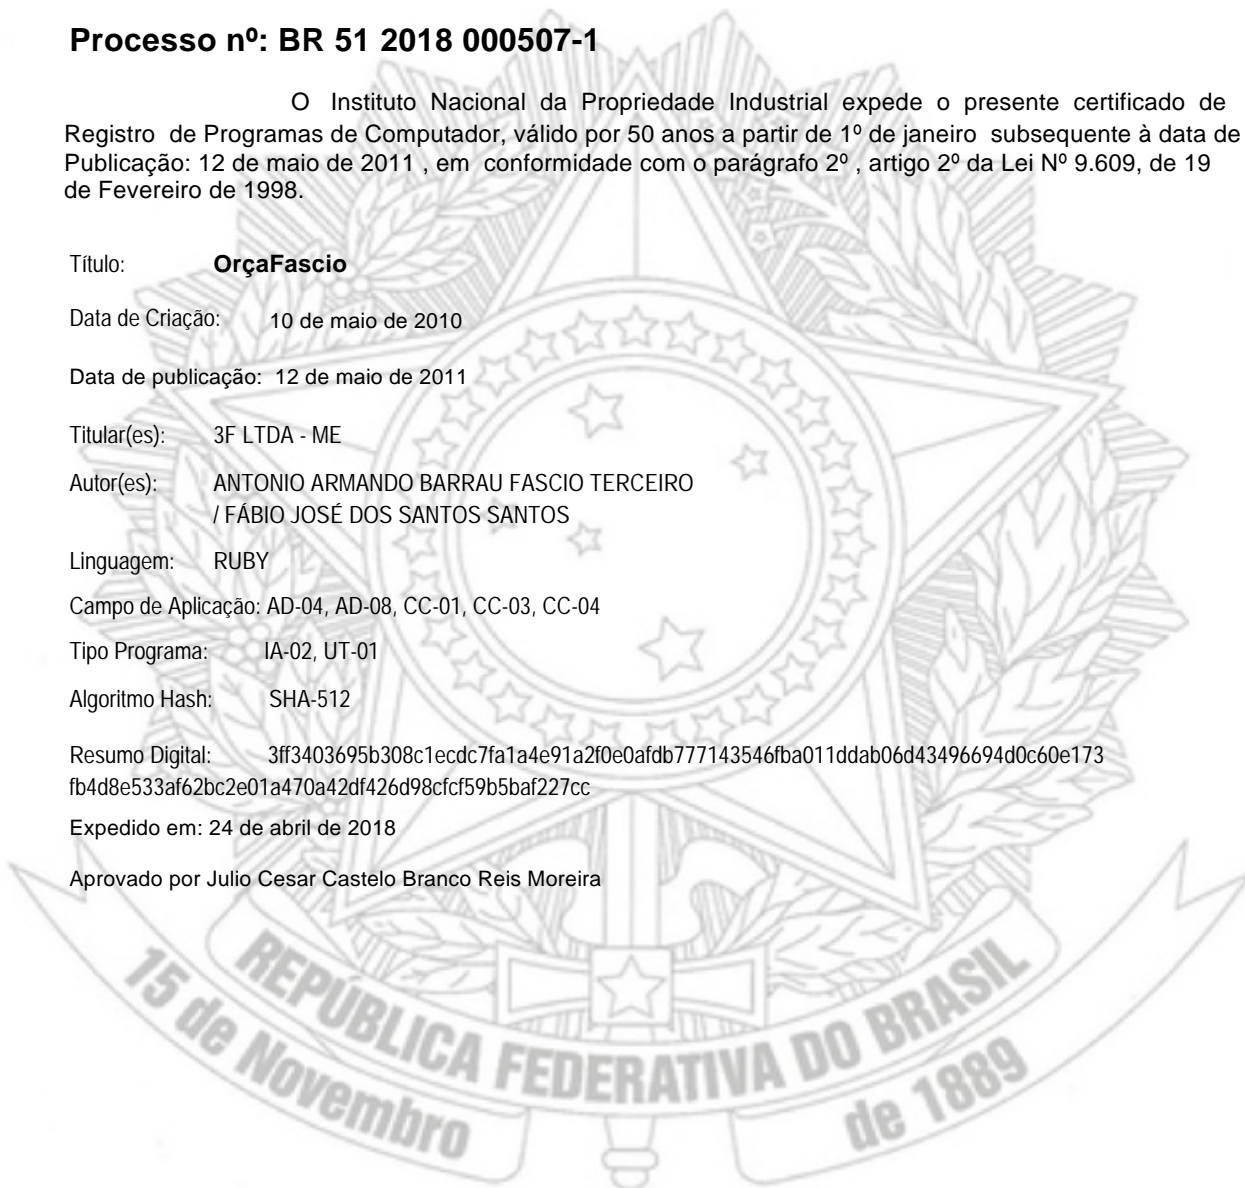 Processo nº: BR 51 2018 000507-1
O Instituto Nacional da Propriedade Industrial expede o presente certificado de
Registro de Programas de Computador, válido por 50 anos a partir de 1º de janeiro subsequente à data de
Publicação: 12 de maio de 2011 , em conformidade com o parágrafo 2º , artigo 2º da Lei Nº 9.609, de 19
de Fevereiro de 1998.
Título: OrçaFascio
Data de Criação: 10 de maio de 2010
Data de publicação: 12 de maio de 2011
Titular(es): 3F LTDA - ME
Autor(es): ANTONIO ARMANDO BARRAU FASCIO TERCEIRO
/ FÁBIO JOSÉ DOS SANTOS SANTOS
Linguagem: RUBY
Campo de Aplicação: AD-04, AD-08, CC-01, CC-03, CC-04
Tipo Programa: IA-02, UT-01
Algoritmo Hash: SHA-512
Resumo Digital: 3ff3403695b308c1ecdc7fa1a4e91a2f0e0afdb777143546fba011ddab06d43496694d0c60e173
fb4d8e533af62bc2e01a470a42df426d98cfcf59b5baf227cc
Expedido em: 24 de abril de 2018
Aprovado por Julio Cesar Castelo Branco Reis Moreira
REPÚBLICA FEDERATIVA DO BRASIL
15 de Novembro de 1889